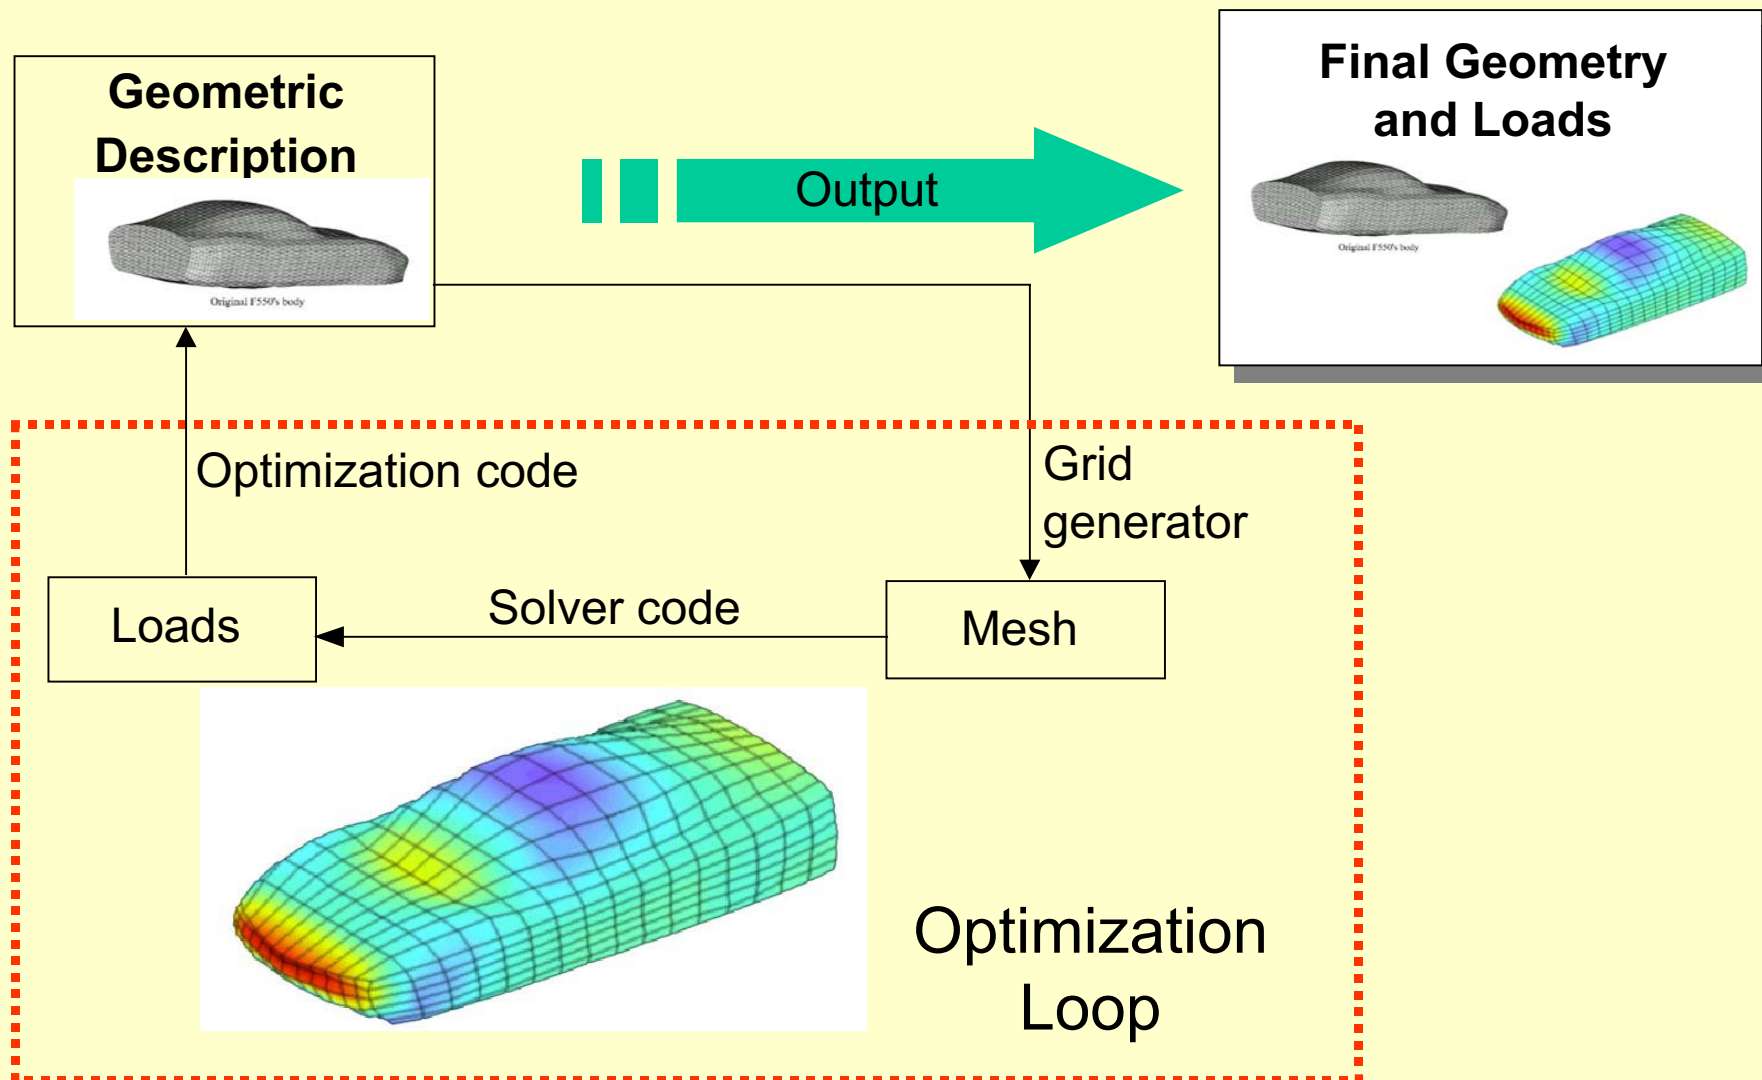 Geometric
Description
Original F550's body
Output
Final Geometry
and Loads
Original F550's body
Optimization code
Grid
generator
Loads
Solver code
Mesh
Optimization
Loop